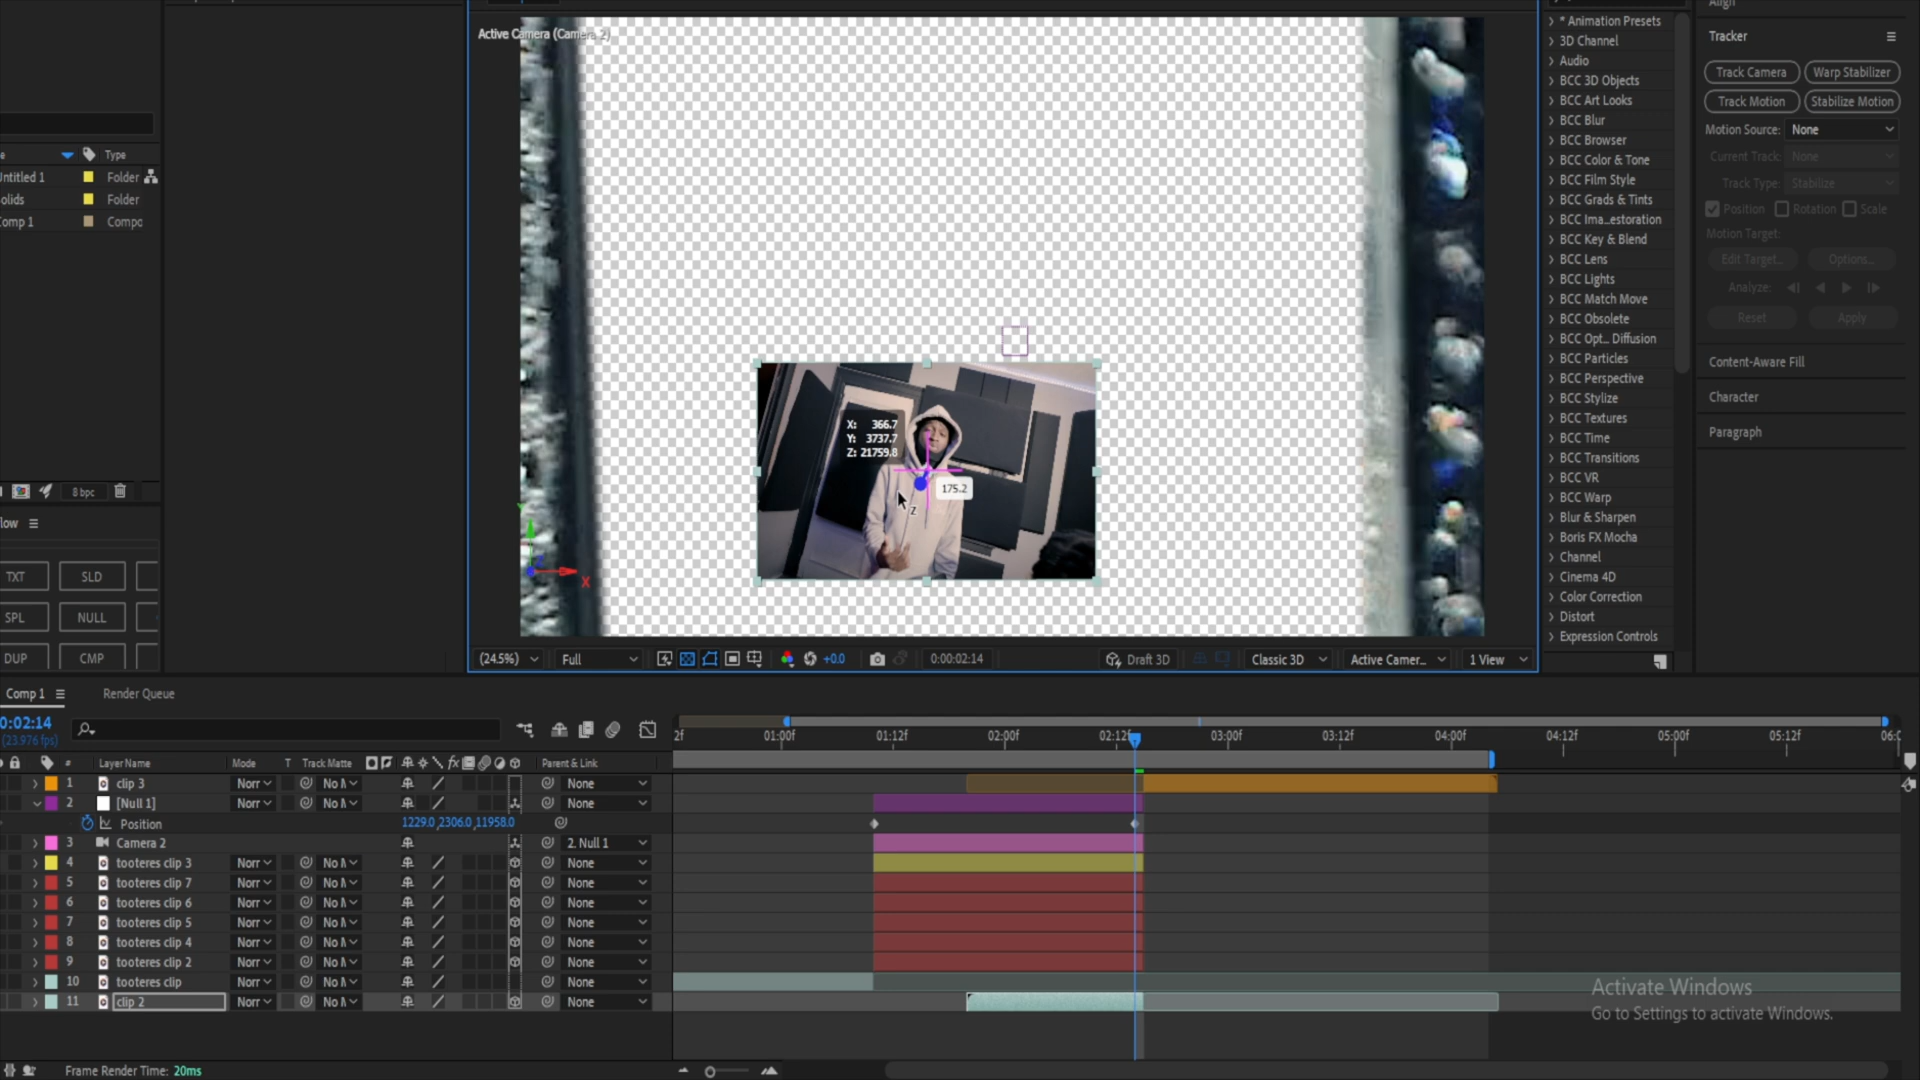 Active Camera (Camera 2)
X: 366.7
Y: 3737.7
Z: 21759.8
175.2
Z
X
(24.5%)
Full
+0.0
0:00:02:14
Draft 3D
Classic 3D
Active Camer...
1 View
Type
ntitled 1
Folder
olids
Folder
omp 1
Compo
8 bpc
low
TXT
SLD
SPL
NULL
DUP
CMP
* Animation Presets
3D Channel
Audio
BCC 3D Objects
BCC Art Looks
BCC Blur
BCC Browser
BCC Color & Tone
BCC Film Style
BCC Grads & Tints
BCC Ima...estoration
BCC Key & Blend
BCC Lens
BCC Lights
BCC Match Move
BCC Obsolete
BCC Opt... Diffusion
BCC Particles
BCC Perspective
BCC Stylize
BCC Textures
BCC Time
BCC Transitions
BCC VR
BCC Warp
Blur & Sharpen
Boris FX Mocha
Channel
Cinema 4D
Color Correction
Distort
Expression Controls
Align
Tracker
Track Camera
Warp Stabilizer
Track Motion
Stabilize Motion
Motion Source: None
Current Track: None
Track Type: Stabilize
Position Rotation Scale
Motion Target:
Edit Target... Options...
Analyze:
Reset Apply
Content-Aware Fill
Character
Paragraph
Comp 1
Render Queue
0:02:14
(23.976 fps)
2f 01:00f 01:12f 02:00f 02:12f 03:00f 03:12f 04:00f 04:12f 05:00f 05:12f 06:0
# Layer Name Mode T Track Matte fx Parent & Link
1 clip 3 Norr No M None
2 [Null 1] Norr No M None
Position 1229.0,2306.0,11958.0
3 Camera 2 2. Null 1
4 tooteres clip 3 Norr No M None
5 tooteres clip 7 Norr No M None
6 tooteres clip 6 Norr No M None
7 tooteres clip 5 Norr No M None
8 tooteres clip 4 Norr No M None
9 tooteres clip 2 Norr No M None
10 tooteres clip Norr No M None
11 clip 2 Norr No M None
Activate Windows
Go to Settings to activate Windows.
Frame Render Time: 20ms